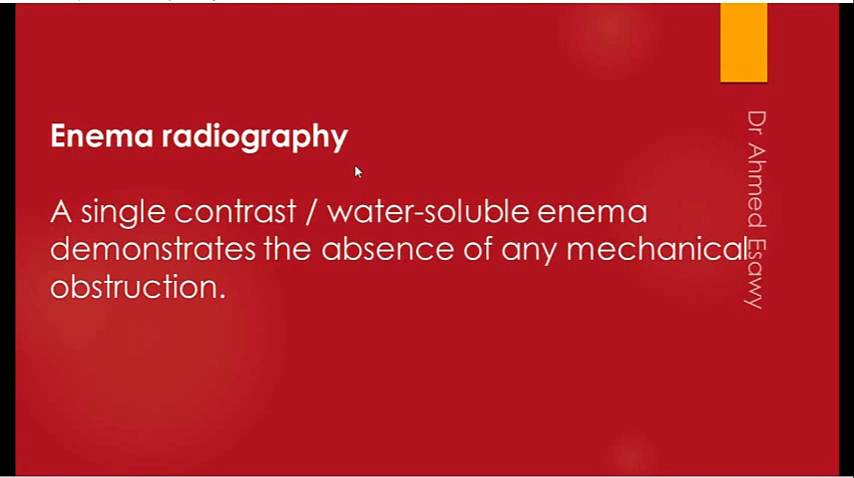 Enema radiography
A single contrast / water-soluble enema
demonstrates the absence of any mechanical
obstruction.
Dr Ahmed Esawy